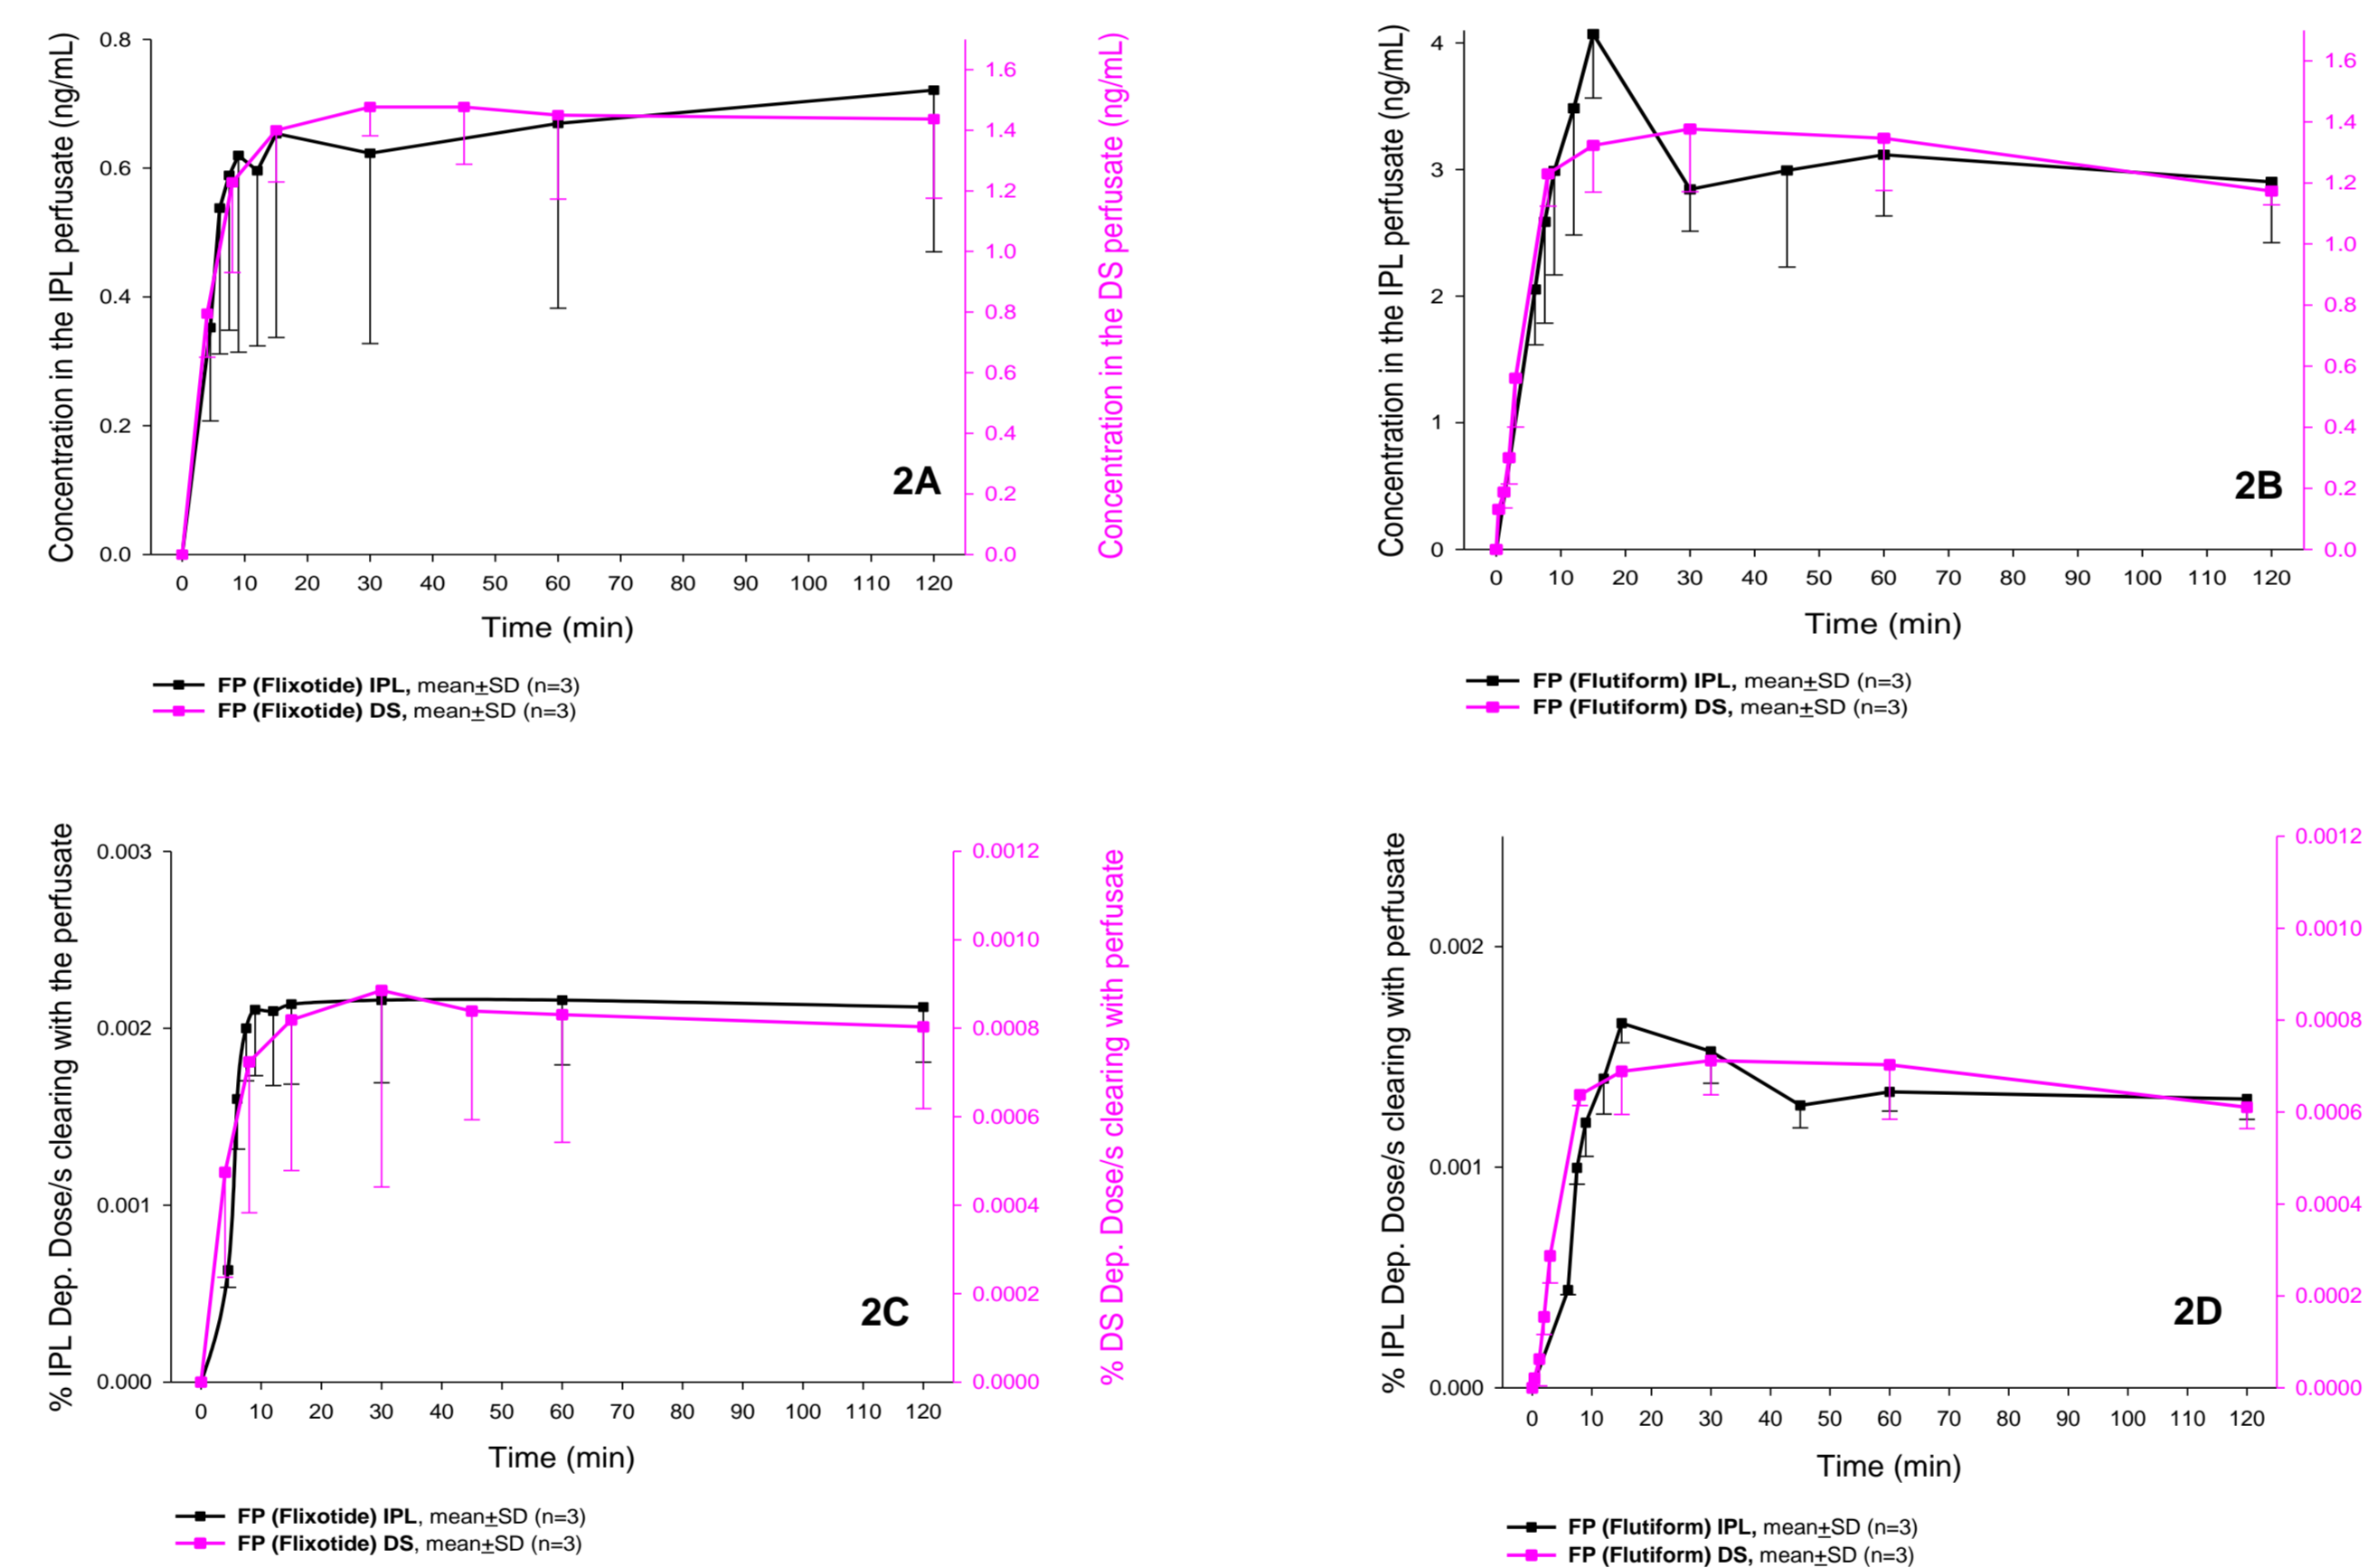 Concentration in the IPL perfusate (ng/mL)
0.8
0.6
0.4
0.2
0.0
1.6
1.4
1.2
1.0
0.8
0.6
0.4
0.2
0.0
Concentration in the DS perfusate (ng/mL)
2A
0 10 20 30 40 50 60 70 80 90 100 110 120
Time (min)
FP (Flixotide) IPL, mean±SD (n=3)
FP (Flixotide) DS, mean±SD (n=3)
Concentration in the IPL perfusate (ng/mL)
4
3
2
1
0
1.6
1.4
1.2
1.0
0.8
0.6
0.4
0.2
0.0
2B
0 10 20 30 40 50 60 70 80 90 100 110 120
Time (min)
FP (Flutiform) IPL, mean±SD (n=3)
FP (Flutiform) DS, mean±SD (n=3)
% IPL Dep. Dose/s clearing with the perfusate
0.003
0.002
0.001
0.000
0.0012
0.0010
0.0008
0.0006
0.0004
0.0002
0.0000
% DS Dep. Dose/s clearing with perfusate
2C
0 10 20 30 40 50 60 70 80 90 100 110 120
Time (min)
FP (Flixotide) IPL, mean±SD (n=3)
FP (Flixotide) DS, mean±SD (n=3)
% IPL Dep. Dose/s clearing with perfusate
0.002
0.001
0.000
0.0012
0.0010
0.0008
0.0006
0.0004
0.0002
0.00000
2D
0 10 20 30 40 50 60 70 80 90 100 110 120
Time (min)
FP (Flutiform) IPL, mean±SD (n=3)
FP (Flutiform) DS, mean±SD (n=3)